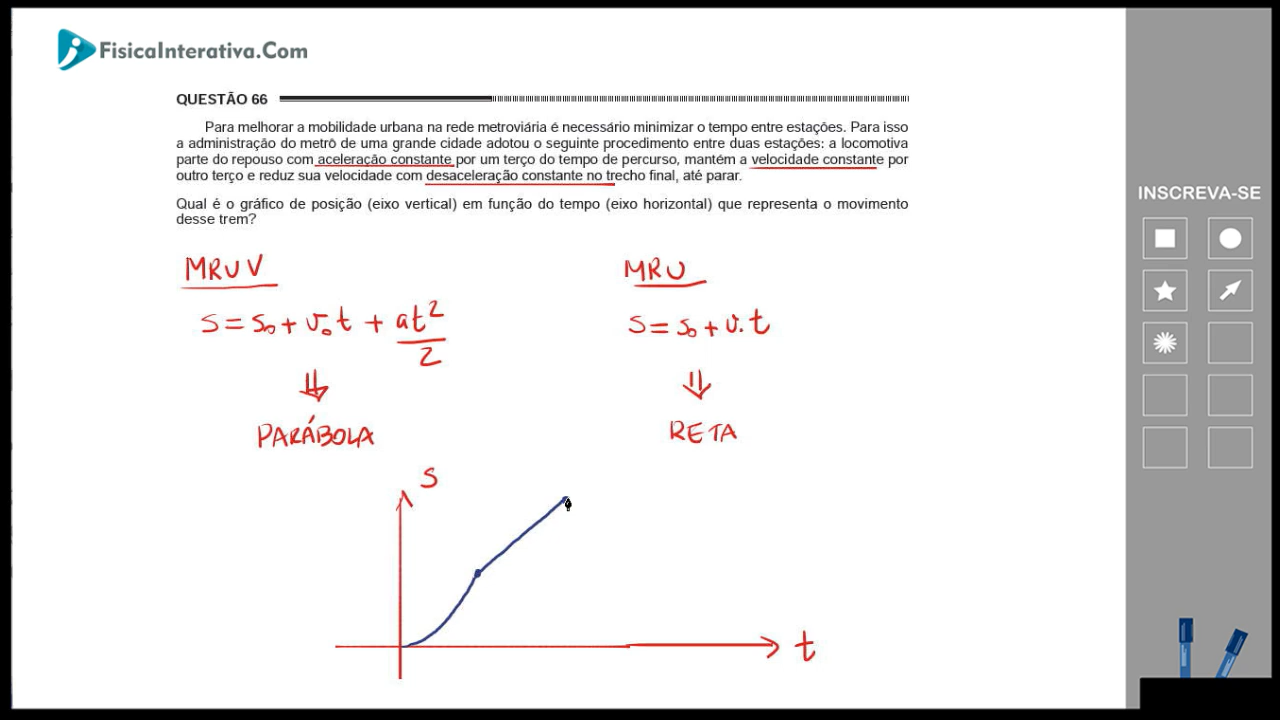 FisicaInterativa.Com
QUESTÃO 66
Para melhorar a mobilidade urbana na rede metroviária é necessário minimizar o tempo entre estações. Para isso
a administração do metrô de uma grande cidade adotou o seguinte procedimento entre duas estações: a locomotiva
parte do repouso com aceleração constante por um terço do tempo de percurso, mantém a velocidade constante por
outro terço e reduz sua velocidade com desaceleração constante no trecho final, até parar.
Qual é o gráfico de posição (eixo vertical) em função do tempo (eixo horizontal) que representa o movimento
desse trem?
INSCREVA-SE
MRUV MRU
S = S₀ + v₀t + at²/2 S = S₀ + v.t
⇓ ⇓
PARÁBOLA RETA
S
t